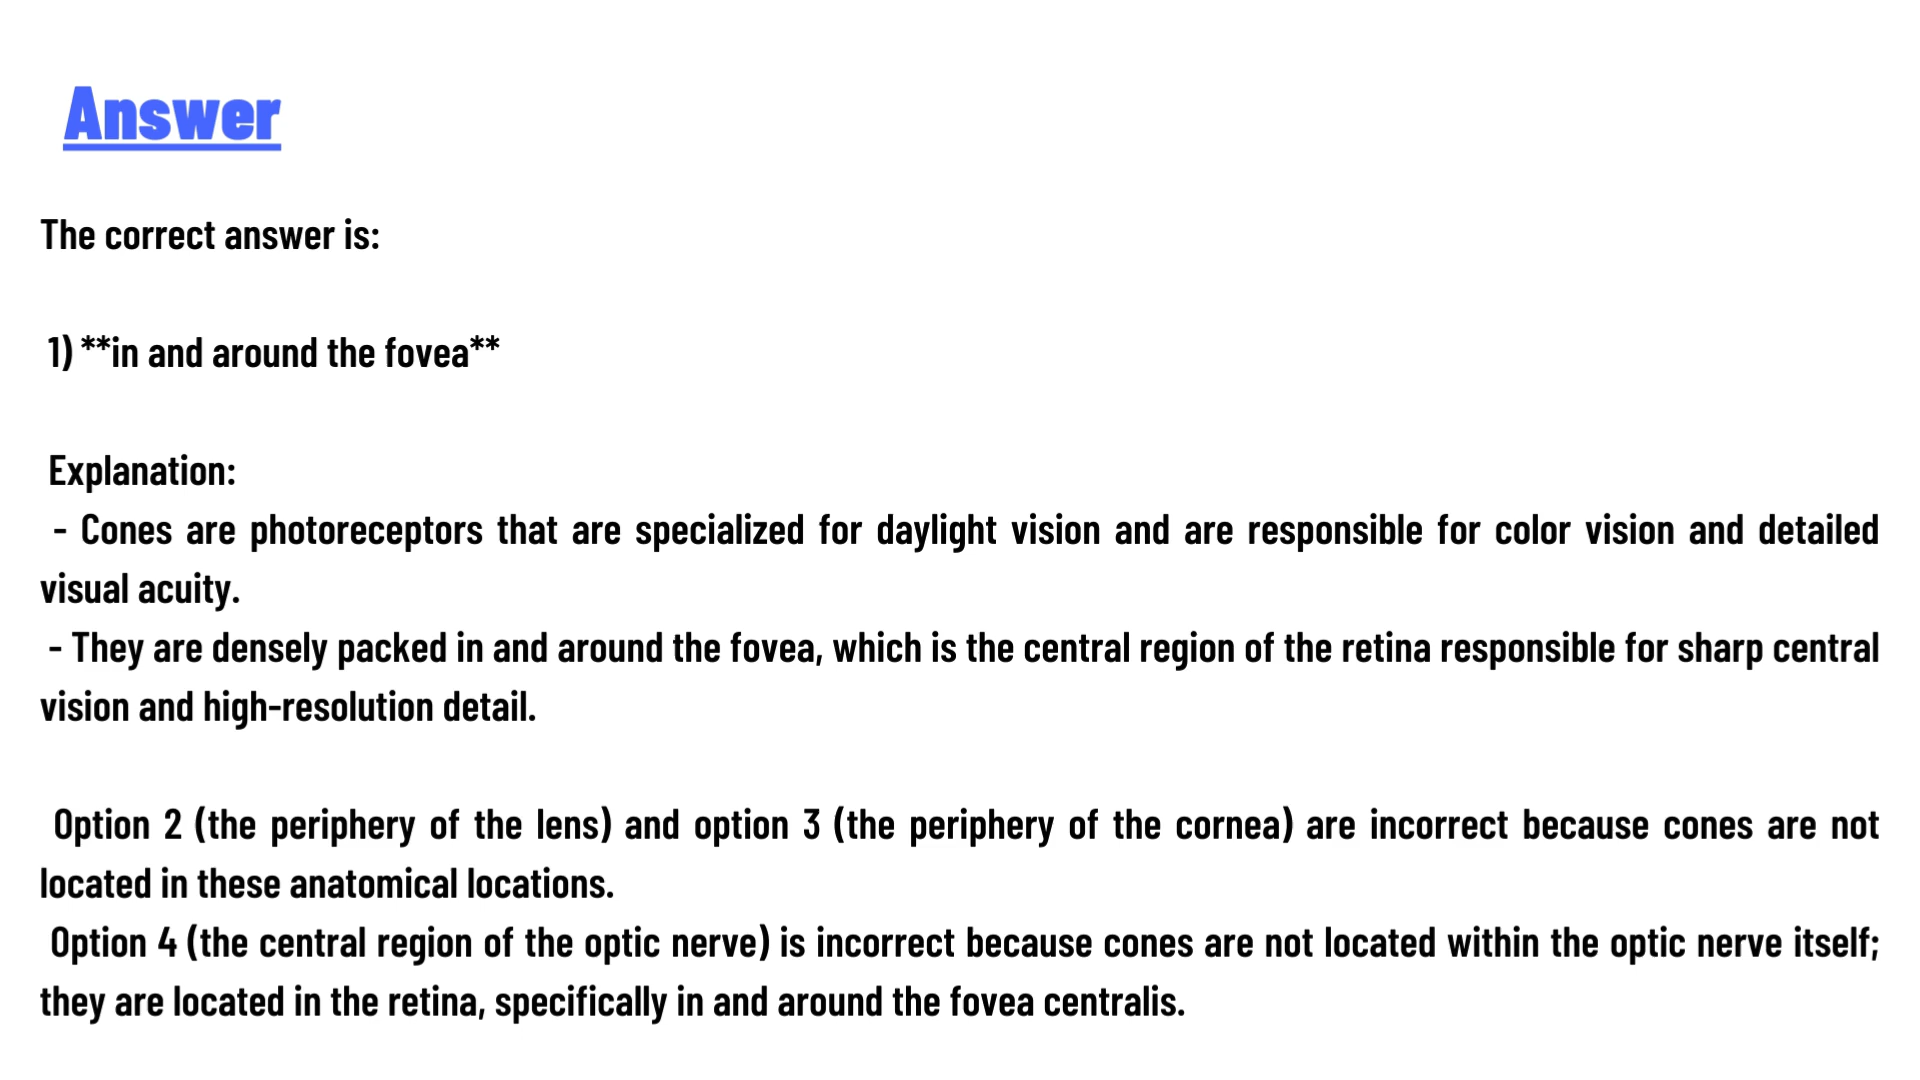 Answer
The correct answer is:
1) **in and around the fovea**
Explanation:
- Cones are photoreceptors that are specialized for daylight vision and are responsible for color vision and detailed
visual acuity.
- They are densely packed in and around the fovea, which is the central region of the retina responsible for sharp central
vision and high-resolution detail.
Option 2 (the periphery of the lens) and option 3 (the periphery of the cornea) are incorrect because cones are not
located in these anatomical locations.
Option 4 (the central region of the optic nerve) is incorrect because cones are not located within the optic nerve itself;
they are located in the retina, specifically in and around the fovea centralis.